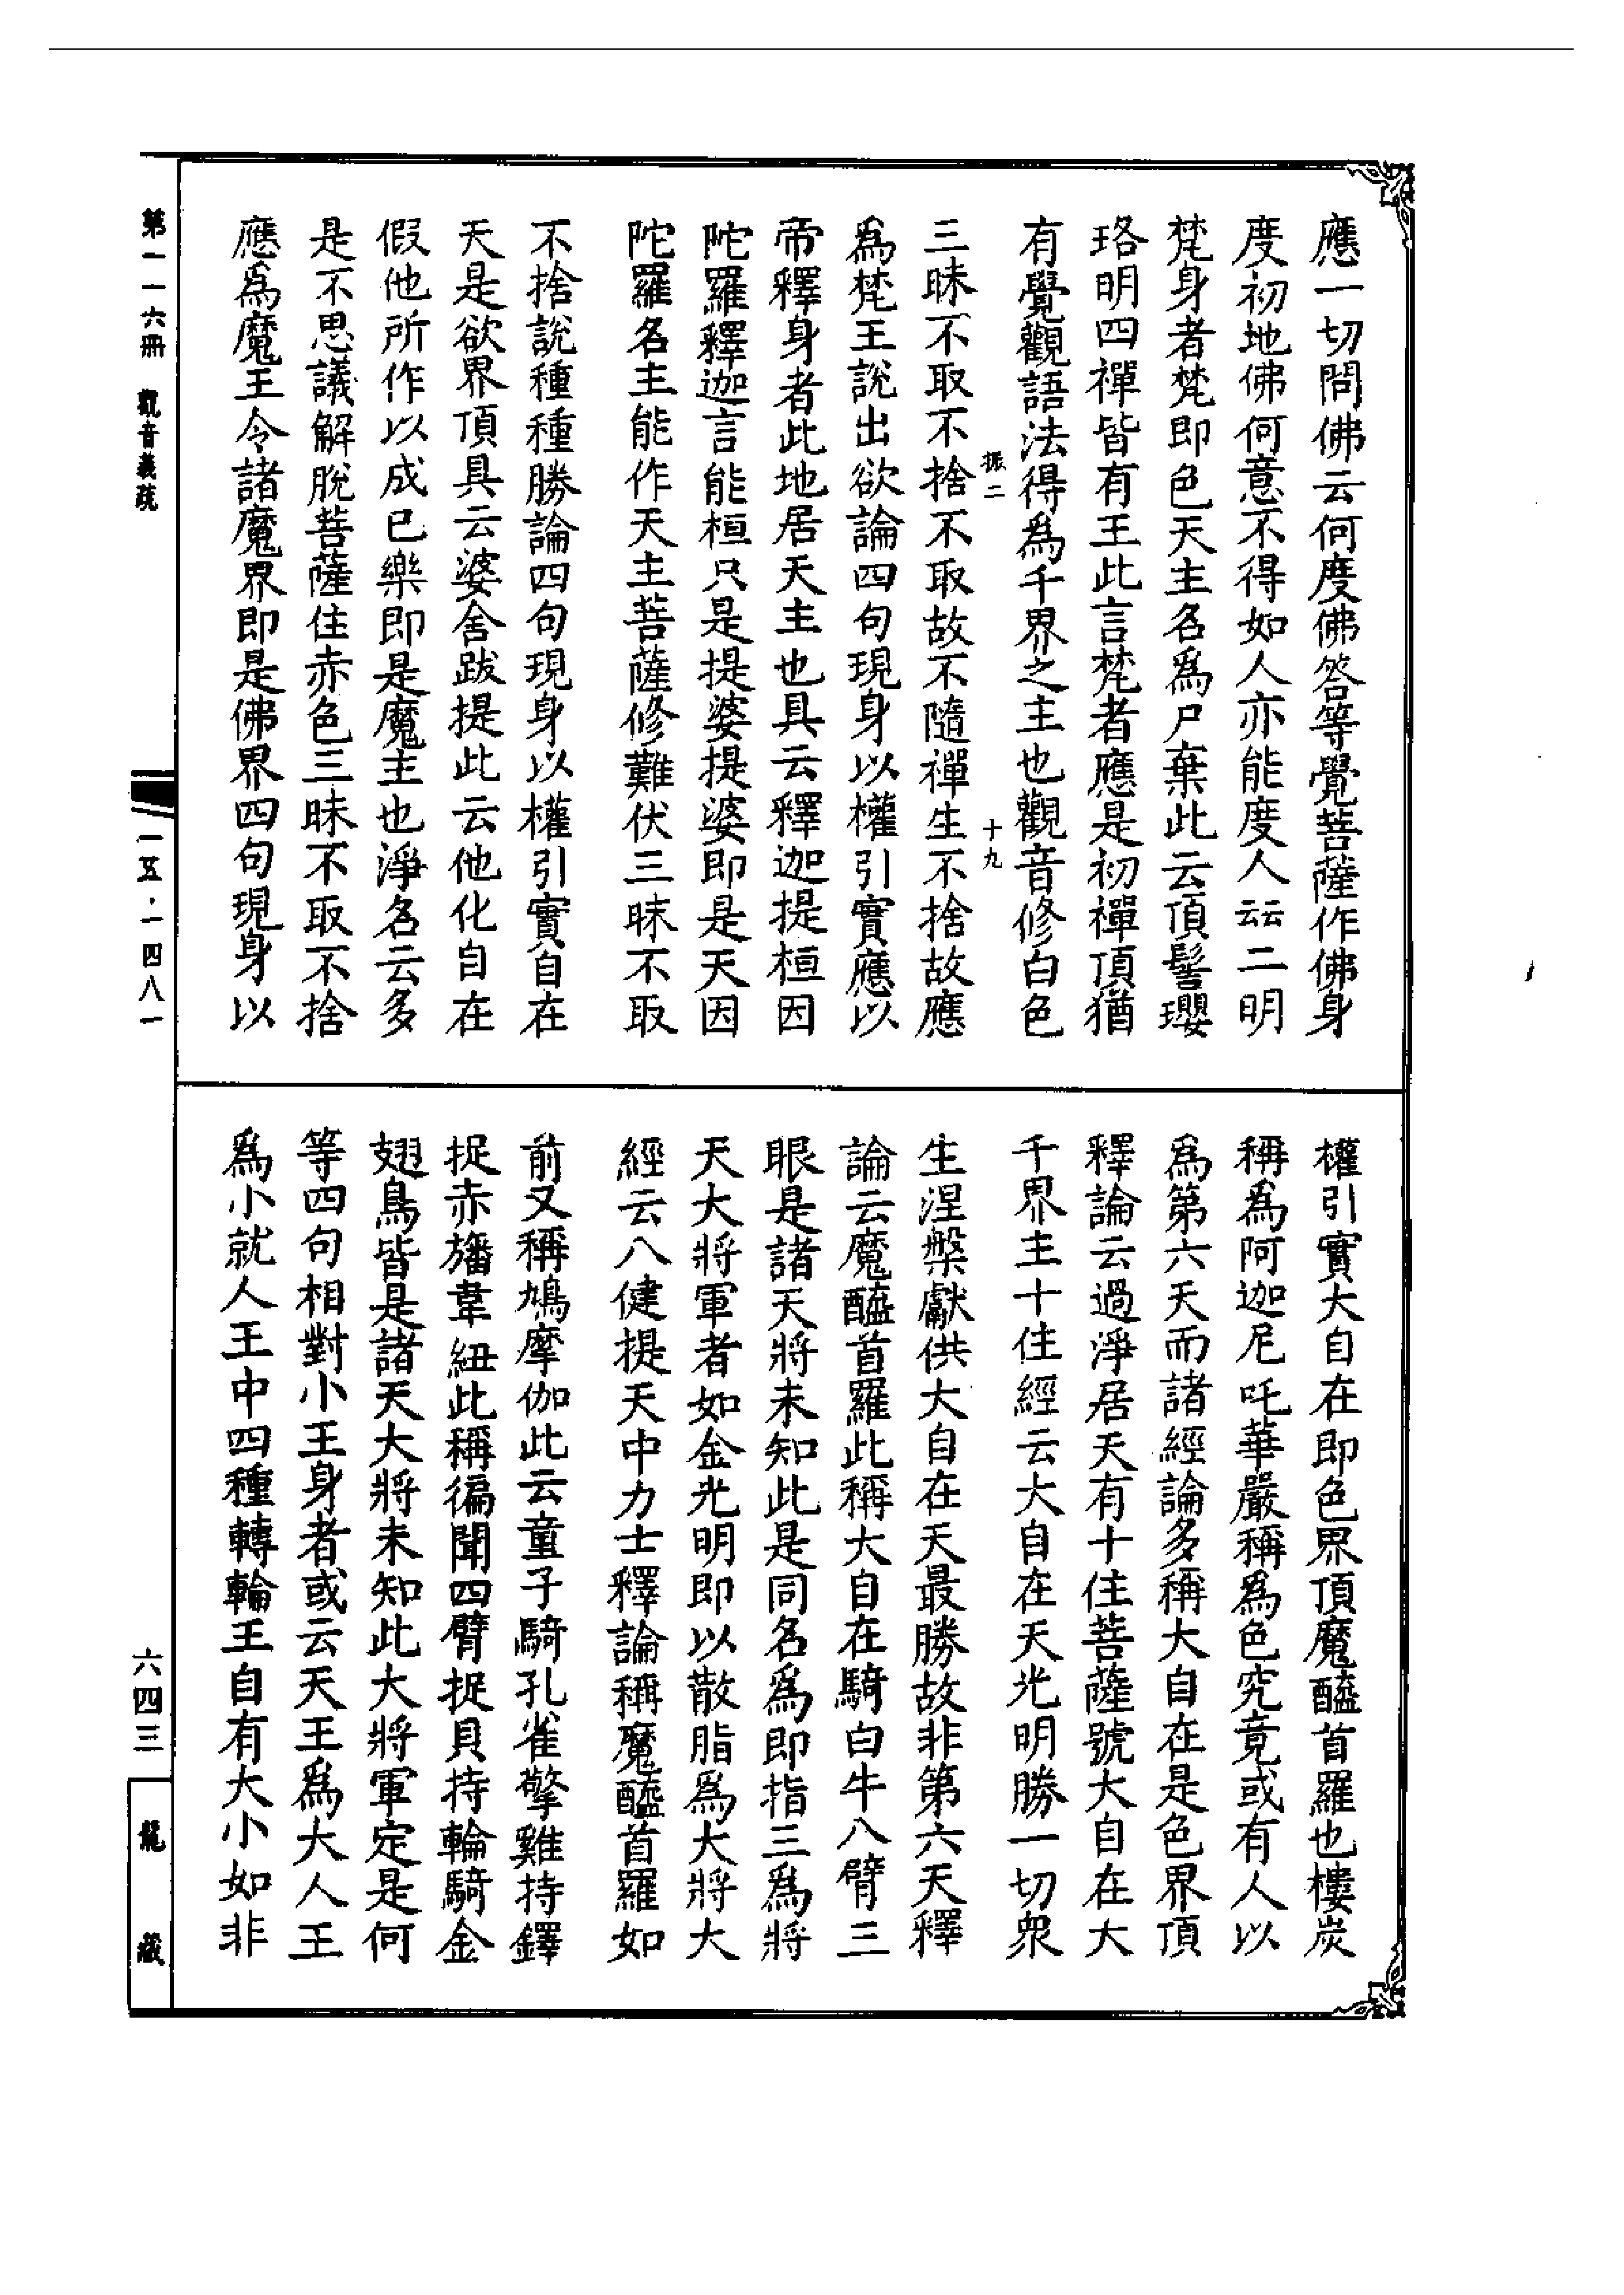 應一切問佛云何度佛答等覺菩薩作佛身
度初地佛何意不得如人亦能度人云云二明
梵身者梵即色天主名爲尸棄此云頂髻瓔
珞明四禪皆有王此言梵者應是初禪頂猶
有覺觀語法得爲千界之主也觀音修白色
振二
十九
三昧不取不捨不取故不隨禪生不捨故應
爲梵王說出欲論四句現身以權引實應以
帝釋身者此地居天主也具云釋迦提桓因
陀羅釋迦言能桓只是提婆提婆即是天因
陀羅名主能作天主菩薩修難伏三昧不取
不捨說種種勝論四句現身以權引實自在
天是欲界頂具云婆舍跋提此云他化自在
假他所作以成已樂即是魔主也淨名云多
是不思議解脫菩薩住赤色三昧不取不捨
應爲魔王令諸魔界即是佛界四句現身以
權引實大自在即色界頂魔醯首羅也樓炭
稱爲阿迦尼吒華嚴稱爲色究竟或有人以
爲第六天而諸經論多稱大自在是色界頂
釋論云過淨居天有十住菩薩號大自在大
千界主十住經云大自在天光明勝一切衆
生涅槃獻供大自在天最勝故非第六天釋
論云魔醯首羅此稱大自在騎白牛八臂三
眼是諸天將未知此是同名爲即指三爲將
天大將軍者如金光明即以散脂爲大將大
經云八健提天中力士釋論稱魔醯首羅如
前又稱鳩摩伽此云童子騎孔雀擎雞持鐸
捉赤旛韋紐此稱徧聞四臂捉貝持輪騎金
翅鳥皆是諸天大將未知此大將軍定是何
等四句相對小王身者或云天王爲大人王
爲小就人王中四種轉輪王自有大小如非
第一一六冊 觀音義疏
一五·一四八一
六四三
龍藏